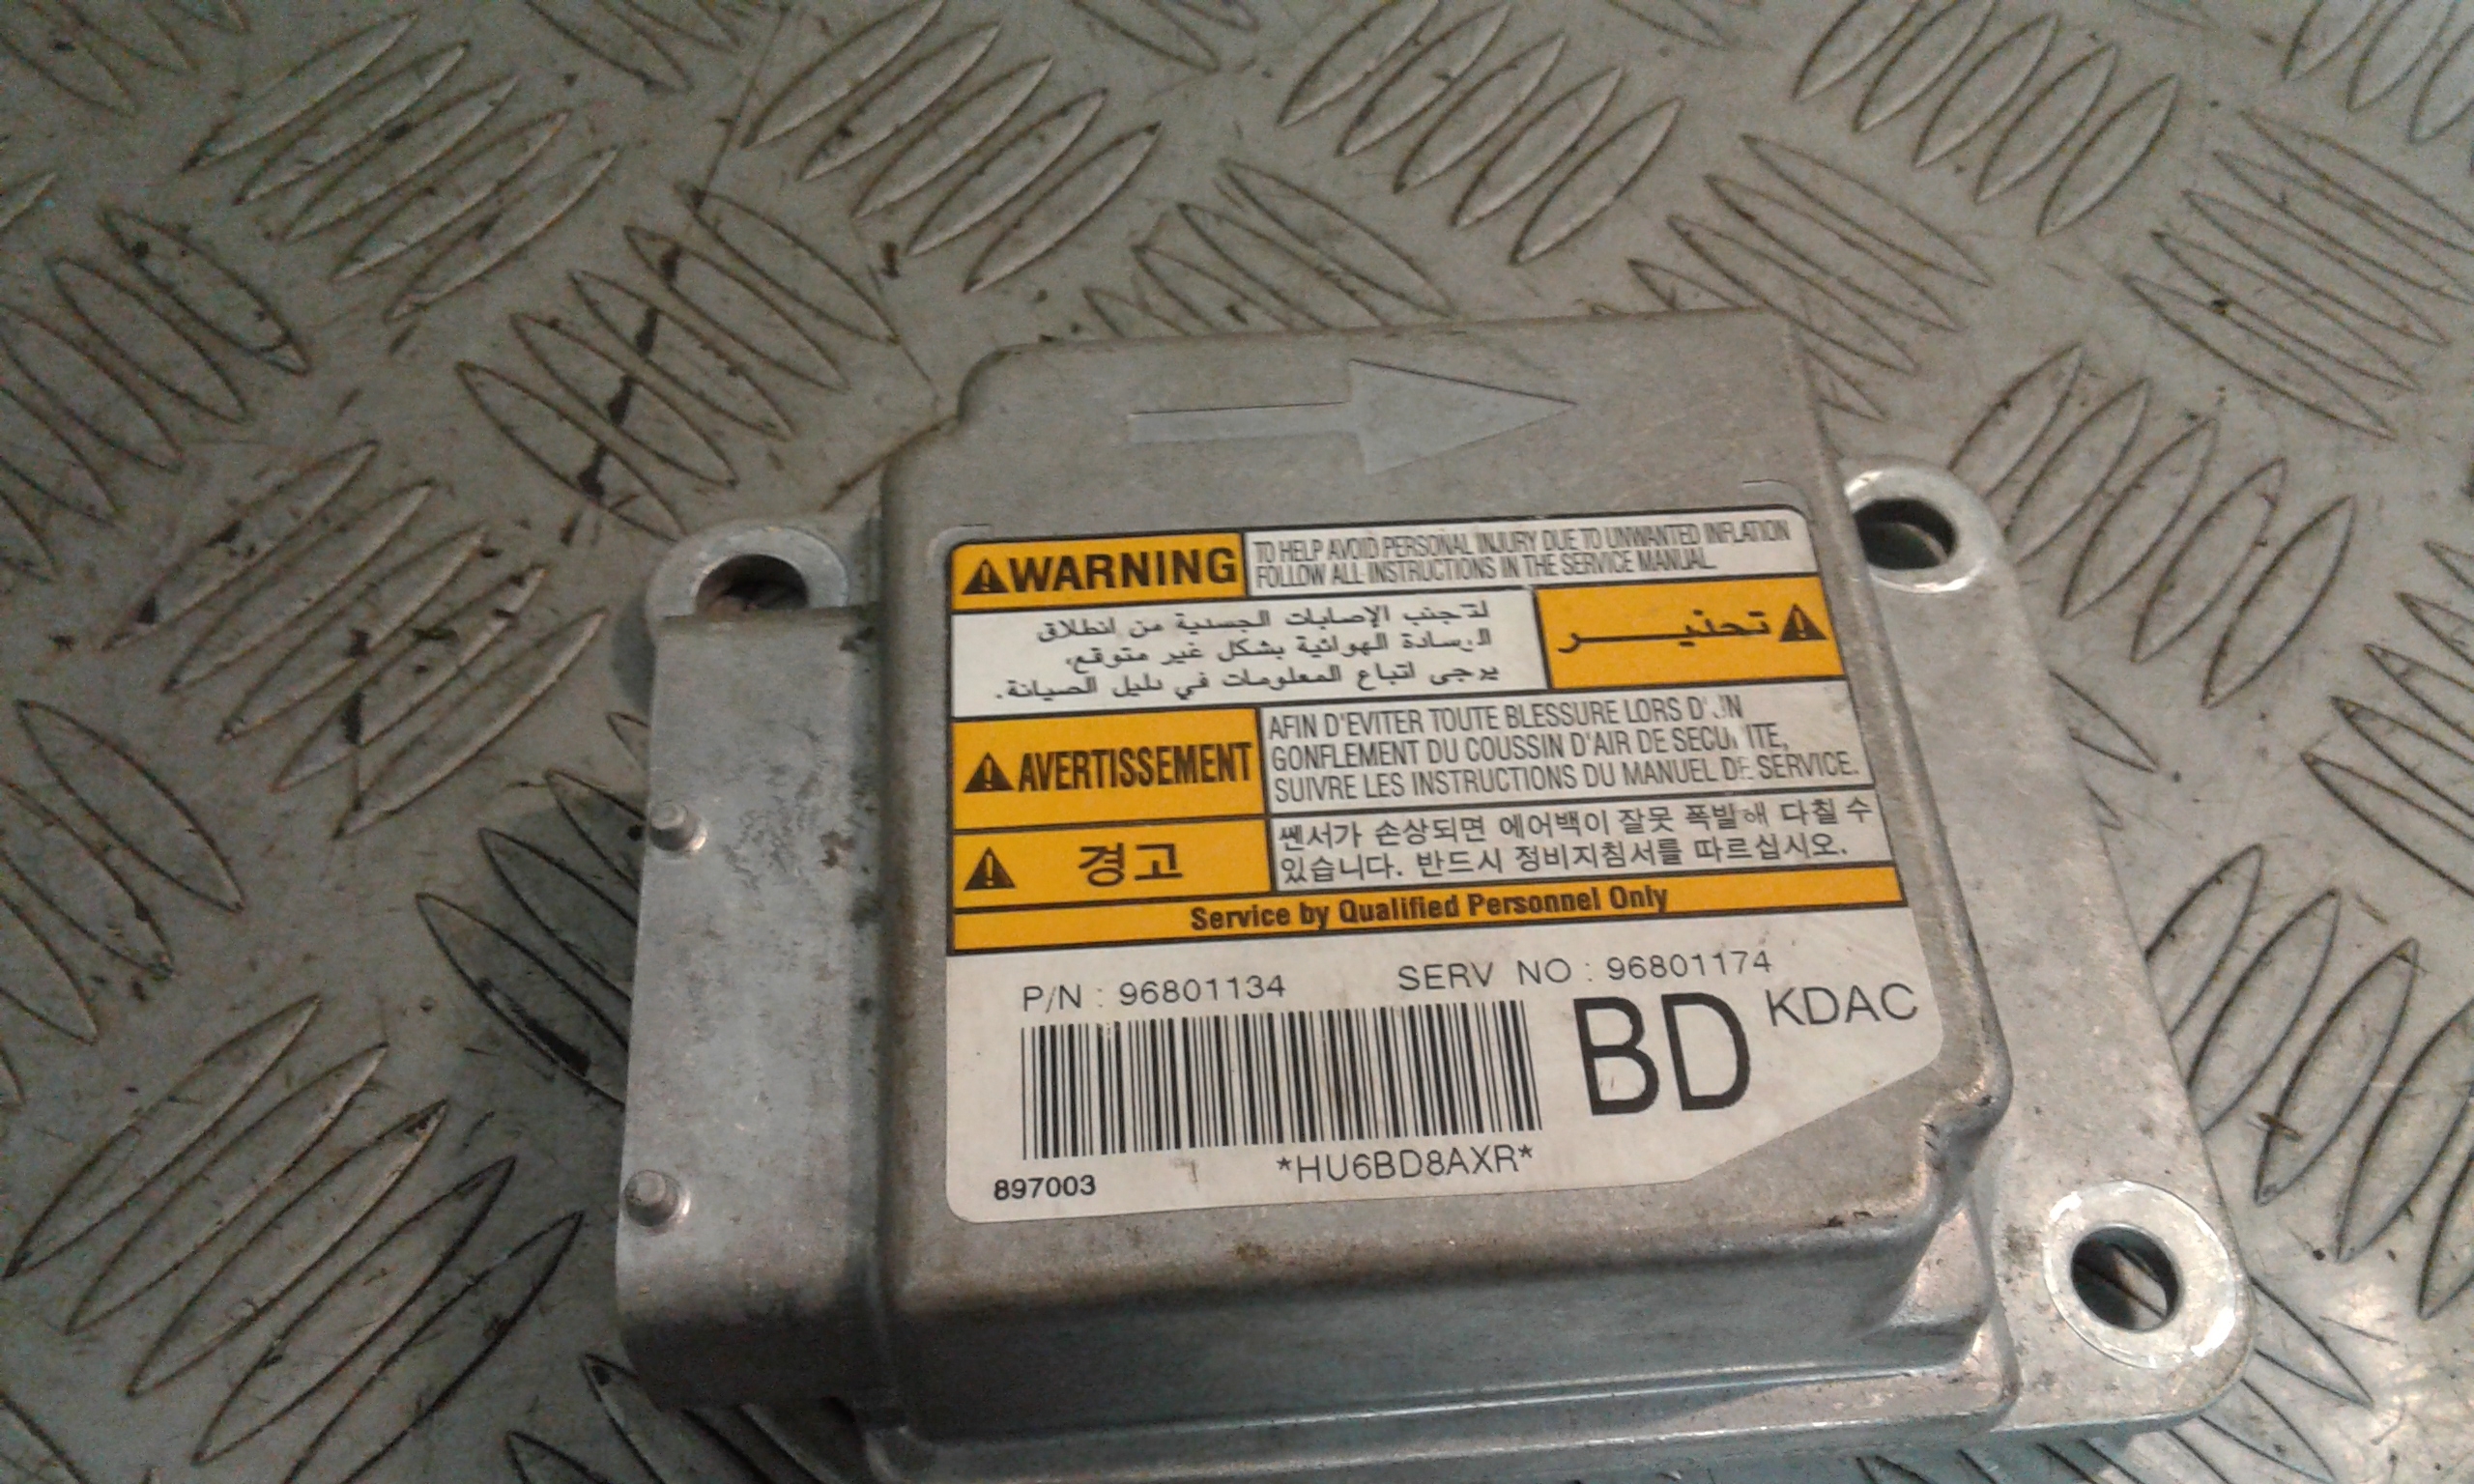 WARNING
TO HELP AVOID PERSONAL INJURY DUE TO UNWANTED INFLATION
FOLLOW ALL INSTRUCTIONS IN THE SERVICE MANUAL.
تحذيـــر
لتجنب الإصابات الجسدية من انطلاق
الوسادة الهوائية بشكل غير متوقع،
يرجى اتباع المعلومات في دليل الصيانة.
AVERTISSEMENT
AFIN D'EVITER TOUTE BLESSURE LORS D'UN
GONFLEMENT DU COUSSIN D'AIR DE SECURITE,
SUIVRE LES INSTRUCTIONS DU MANUEL DE SERVICE.
경고
쎈서가 손상되면 에어백이 잘못 폭발해 다칠 수
있습니다. 반드시 정비지침서를 따르십시오.
Service by Qualified Personnel Only
P/N : 96801134 SERV NO : 96801174
BD KDAC
*HU6BD8AXR*
897003